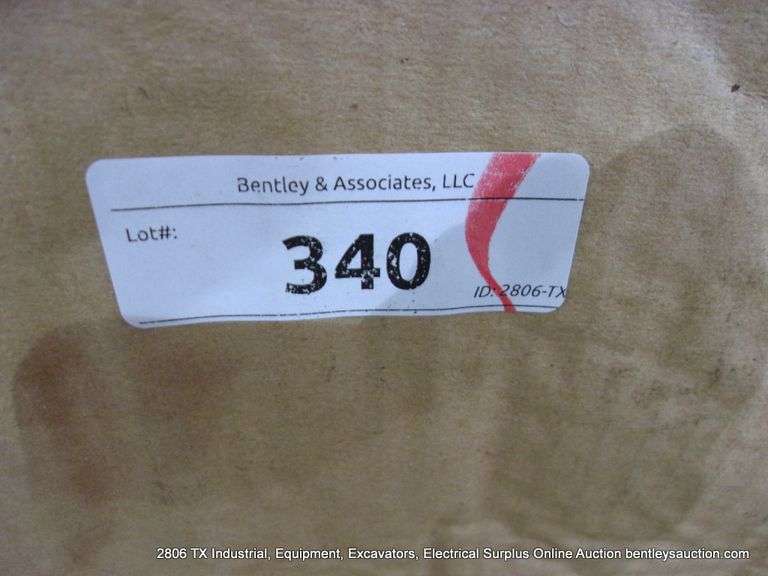 Bentley & Associates, LLC
Lot#:
340
ID: 2806-TX
2806 TX Industrial, Equipment, Excavators, Electrical Surplus Online Auction bentleysauction.com